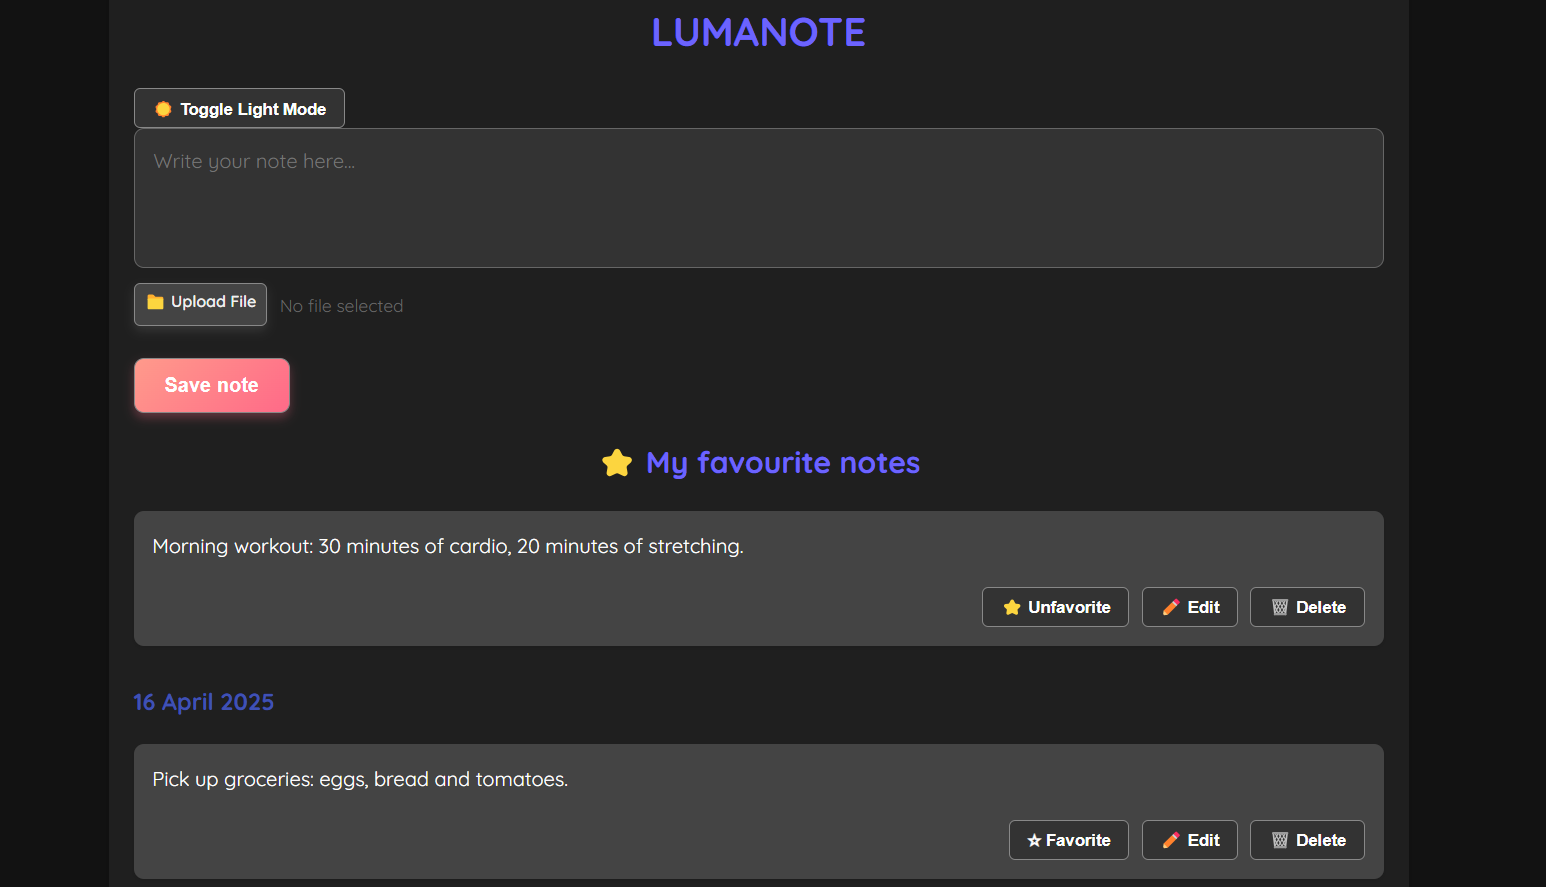 LUMANOTE
Toggle Light Mode
Write your note here...
Upload File No file selected
Save note
My favourite notes
Morning workout: 30 minutes of cardio, 20 minutes of stretching.
Unfavorite Edit Delete
16 April 2025
Pick up groceries: eggs, bread and tomatoes.
Favorite Edit Delete